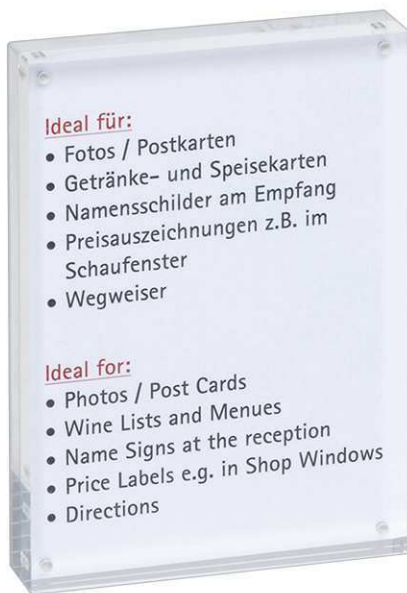 Ideal für:
• Fotos / Postkarten
• Getränke- und Speisekarten
• Namensschilder am Empfang
• Preisauszeichnungen z.B. im
Schaufenster
• Wegweiser
Ideal for:
• Photos / Post Cards
• Wine Lists and Menues
• Name Signs at the reception
• Price Labels e.g. in Shop Windows
• Directions